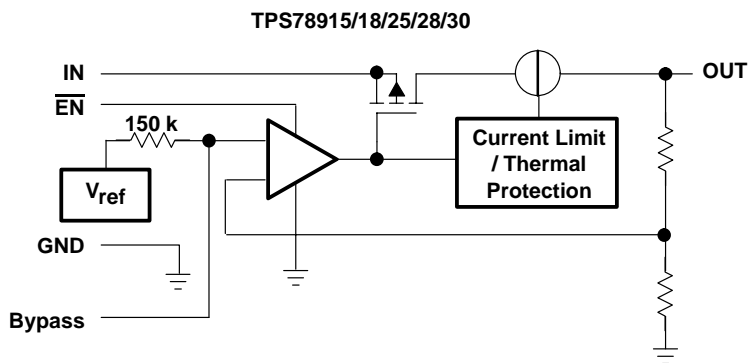 TPS78915/18/25/28/30
IN
OUT
EN
150 k
Current Limit
/ Thermal
Protection
Vref
GND
Bypass